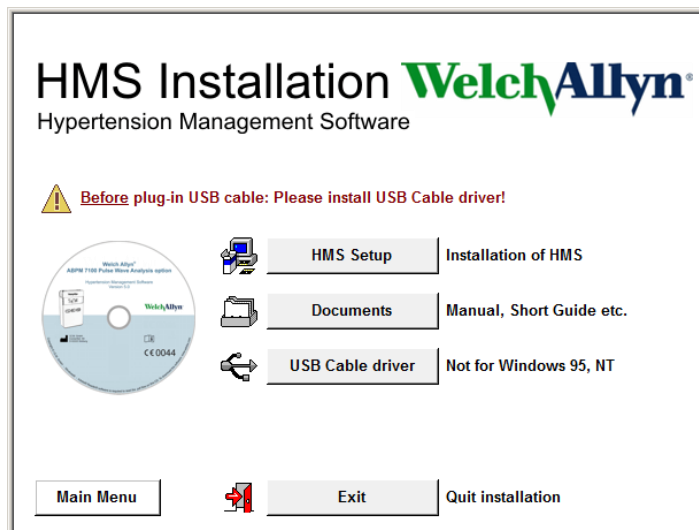 HMS Installation WelchAllyn®
Hypertension Management Software
Before plug-in USB cable: Please install USB Cable driver!
Welch Allyn®
ABPM 7100 Pulse Wave Analysis option
Hypertension Management Software
WelchAllyn
CE 0044
HMS Setup Installation of HMS
Documents Manual, Short Guide etc.
USB Cable driver Not for Windows 95, NT
Main Menu Exit Quit installation